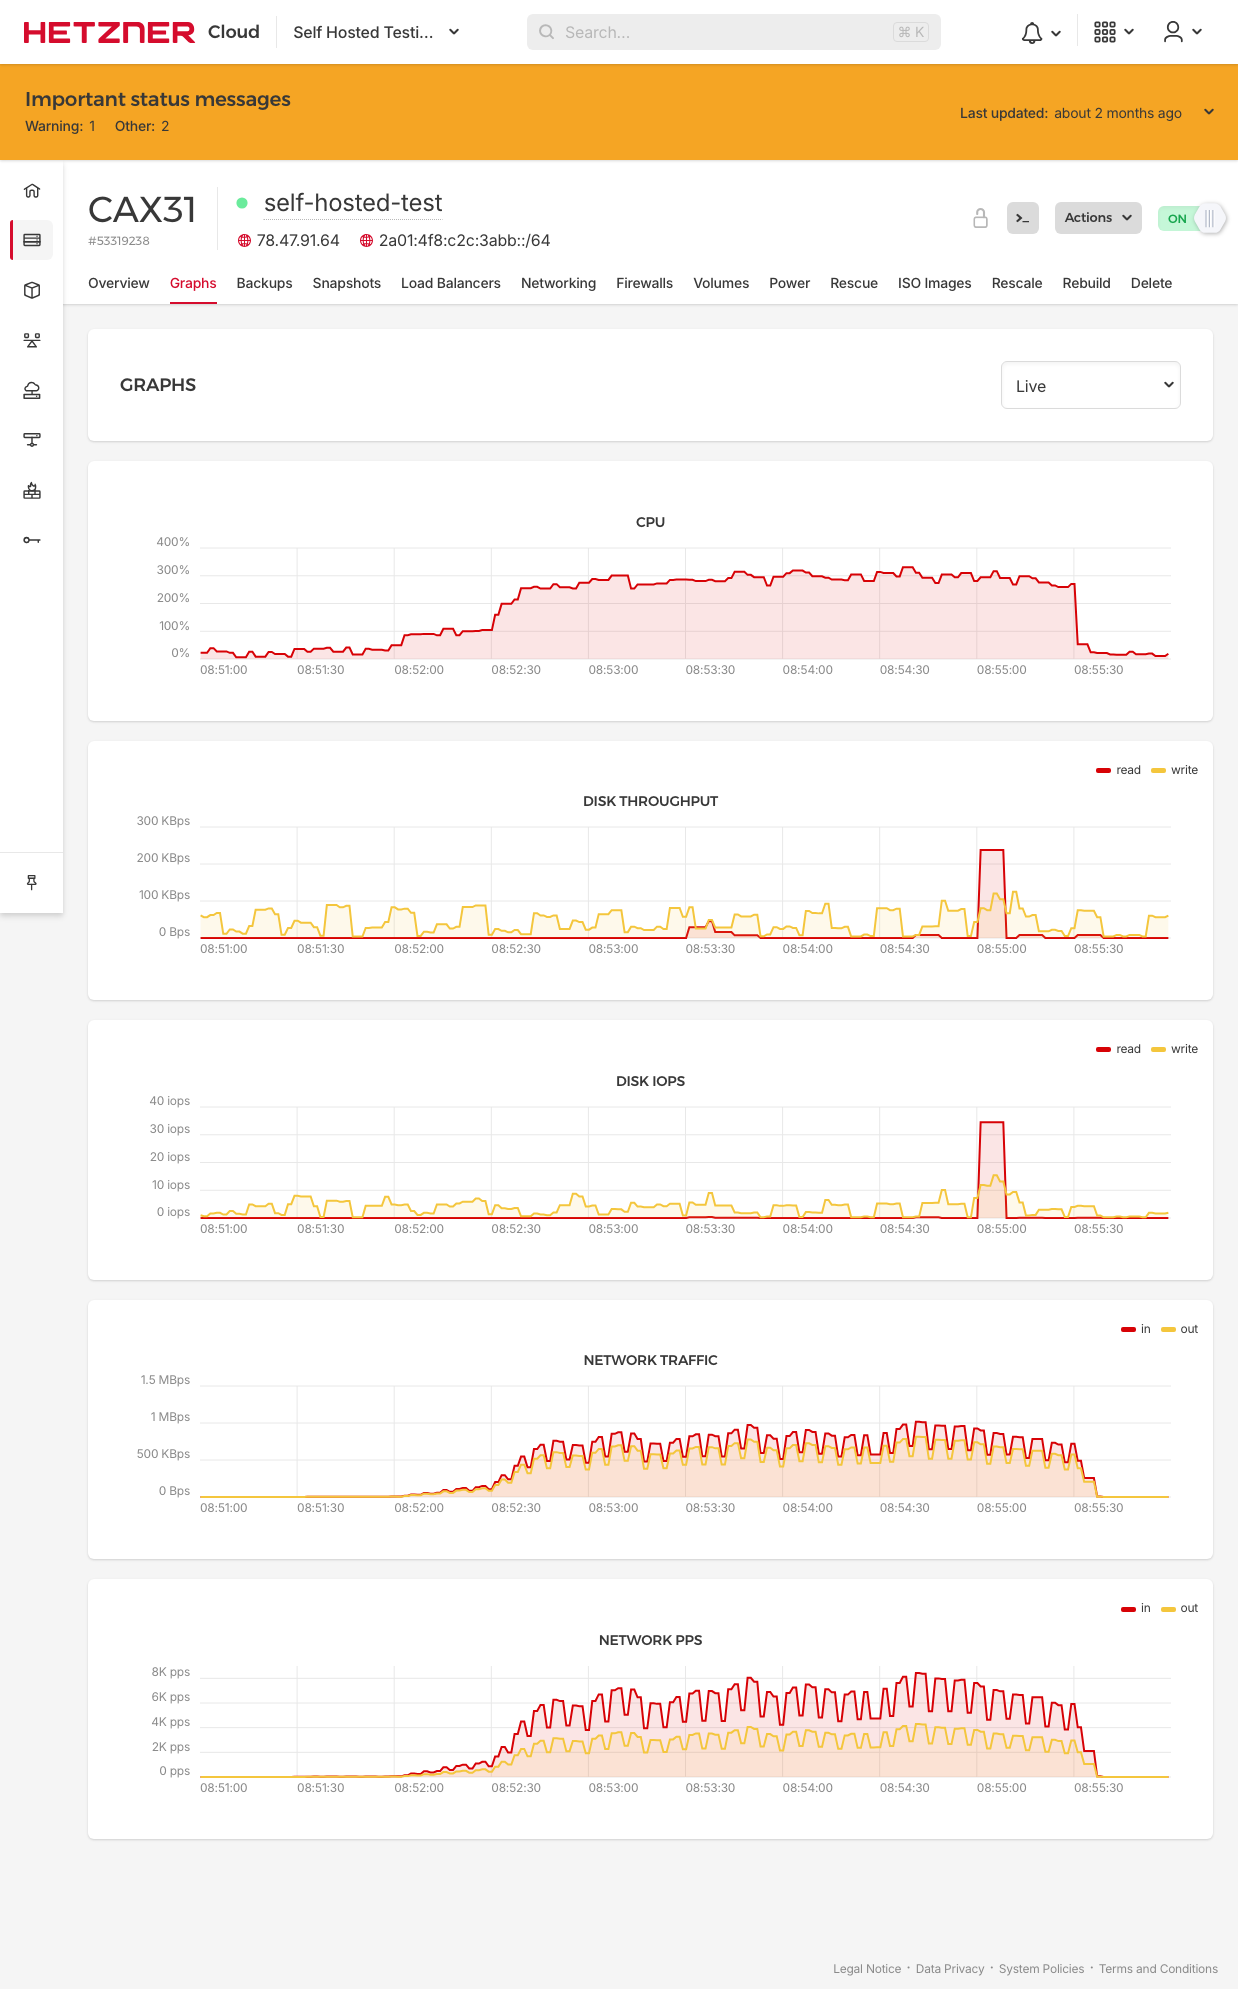 HETZNER Cloud Self Hosted Testi... Search... ⌘ K
Important status messages
Warning: 1 Other: 2
Last updated: about 2 months ago
CAX31
#53319238
self-hosted-test
78.47.91.64 2a01:4f8:c2c:3abb::/64
>_ Actions ON
Overview Graphs Backups Snapshots Load Balancers Networking Firewalls Volumes Power Rescue ISO Images Rescale Rebuild Delete
GRAPHS
Live
CPU
400%
300%
200%
100%
0%
08:51:00 08:51:30 08:52:00 08:52:30 08:53:00 08:53:30 08:54:00 08:54:30 08:55:00 08:55:30
read write
DISK THROUGHPUT
300 KBps
200 KBps
100 KBps
0 Bps
08:51:00 08:51:30 08:52:00 08:52:30 08:53:00 08:53:30 08:54:00 08:54:30 08:55:00 08:55:30
read write
DISK IOPS
40 iops
30 iops
20 iops
10 iops
0 iops
08:51:00 08:51:30 08:52:00 08:52:30 08:53:00 08:53:30 08:54:00 08:54:30 08:55:00 08:55:30
in out
NETWORK TRAFFIC
1.5 MBps
1 MBps
500 KBps
0 Bps
08:51:00 08:51:30 08:52:00 08:52:30 08:53:00 08:53:30 08:54:00 08:54:30 08:55:00 08:55:30
in out
NETWORK PPS
8K pps
6K pps
4K pps
2K pps
0 pps
08:51:00 08:51:30 08:52:00 08:52:30 08:53:00 08:53:30 08:54:00 08:54:30 08:55:00 08:55:30
Legal Notice · Data Privacy · System Policies · Terms and Conditions